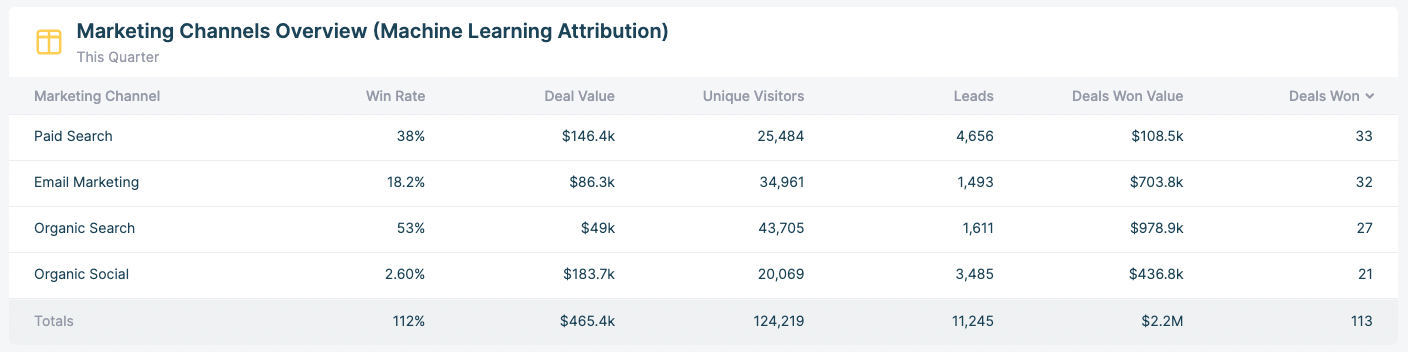 Marketing Channels Overview (Machine Learning Attribution)
This Quarter
Marketing Channel Win Rate Deal Value Unique Visitors Leads Deals Won Value Deals Won
Paid Search 38% $146.4k 25,484 4,656 $108.5k 33
Email Marketing 18.2% $86.3k 34,961 1,493 $703.8k 32
Organic Search 53% $49k 43,705 1,611 $978.9k 27
Organic Social 2.60% $183.7k 20,069 3,485 $436.8k 21
Totals 112% $465.4k 124,219 11,245 $2.2M 113